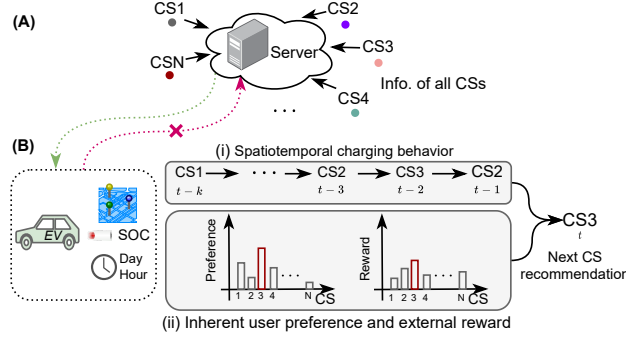 (A)
CS1
CS2
CSN
Server
CS3
CS4
Info. of all CSs
. . .
(B)
(i) Spatiotemporal charging behavior
CS1 · · · CS2 CS3 CS2
t − k t − 3 t − 2 t − 1
EV
SOC
Day
Hour
Preference
1 2 3 4 · · · N CS
Reward
1 2 3 4 · · · N CS
CS3
t
Next CS
recommendation
(ii) Inherent user preference and external reward